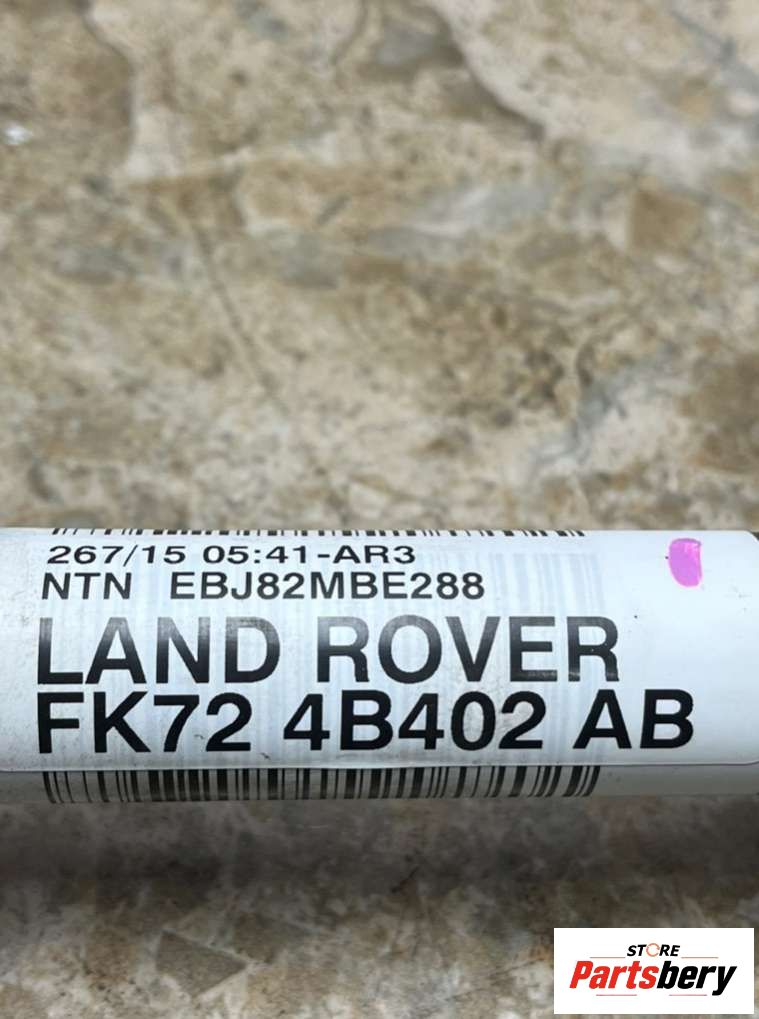 267/15 05:41-AR3
NTN EBJ82MBE288
LAND ROVER
FK72 4B402 AB
STORE
Partsbery